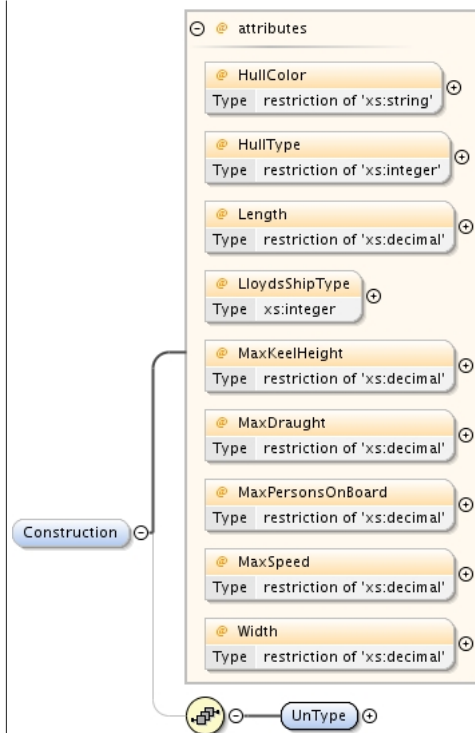 @ attributes
@ HullColor
Type restriction of 'xs:string'
@ HullType
Type restriction of 'xs:integer'
@ Length
Type restriction of 'xs:decimal'
@ LloydsShipType
Type xs:integer
@ MaxKeelHeight
Type restriction of 'xs:decimal'
@ MaxDraught
Type restriction of 'xs:decimal'
@ MaxPersonsOnBoard
Type restriction of 'xs:decimal'
Construction
@ MaxSpeed
Type restriction of 'xs:decimal'
@ Width
Type restriction of 'xs:decimal'
UnType